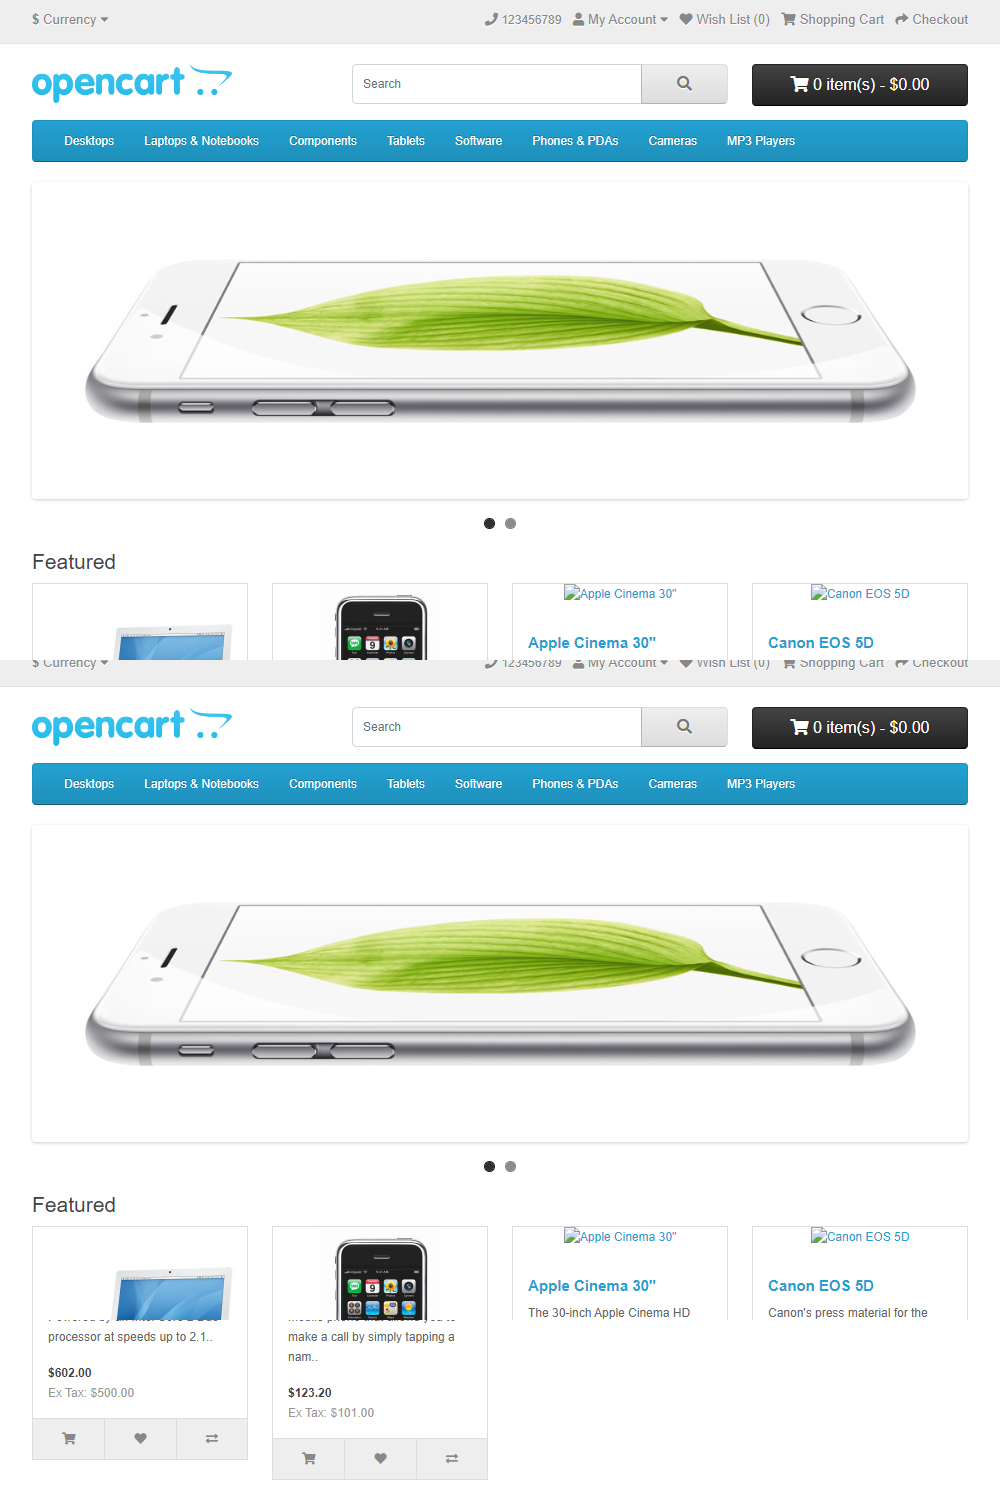 $ Currency
123456789 My Account Wish List (0) Shopping Cart Checkout
opencart
Search
0 item(s) - $0.00
Desktops Laptops & Notebooks Components Tablets Software Phones & PDAs Cameras MP3 Players
Featured
Apple Cinema 30"
Canon EOS 5D
Apple Cinema 30"
Canon EOS 5D
$ Currency
123456789 My Account Wish List (0) Shopping Cart Checkout
opencart
Search
0 item(s) - $0.00
Desktops Laptops & Notebooks Components Tablets Software Phones & PDAs Cameras MP3 Players
Featured
processor at speeds up to 2.1..
$602.00
Ex Tax: $500.00
make a call by simply tapping a
nam..
$123.20
Ex Tax: $101.00
Apple Cinema 30"
Apple Cinema 30"
The 30-inch Apple Cinema HD
Canon EOS 5D
Canon EOS 5D
Canon's press material for the